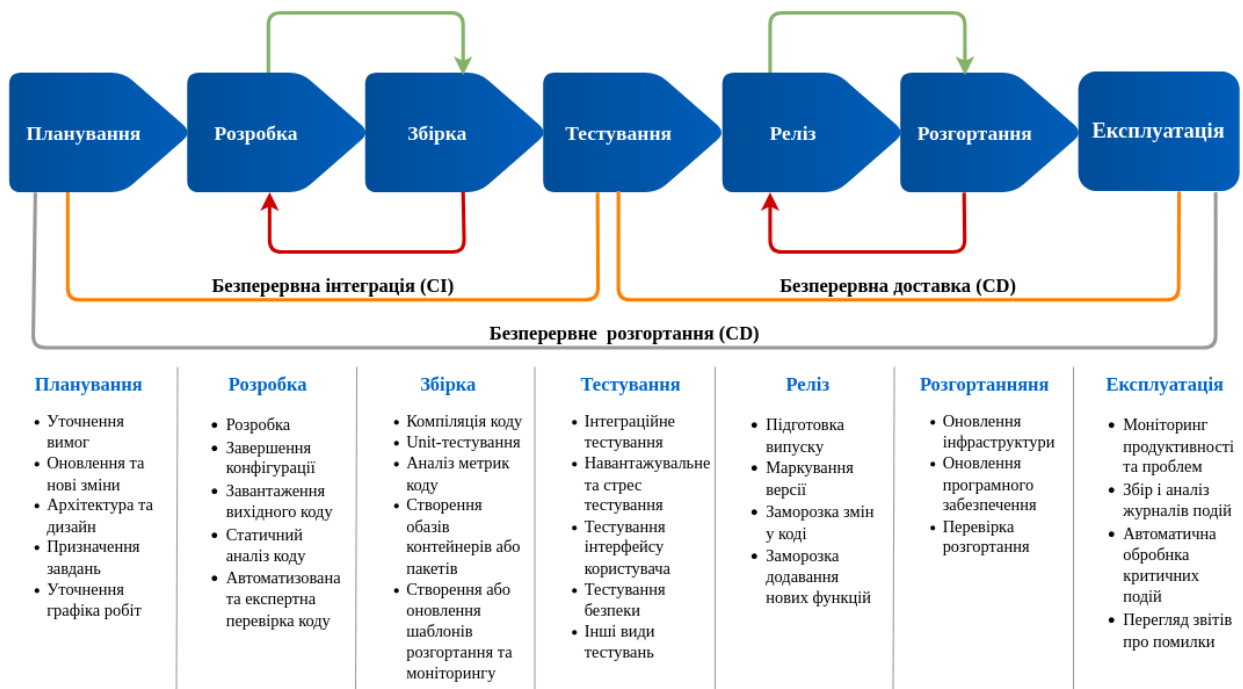 Планування
Розробка
Збірка
Тестування
Реліз
Розгортання
Експлуатація
Безперервна інтеграція (CI)
Безперервна доставка (CD)
Безперервне розгортання (CD)
Планування
• Уточнення
вимог
• Оновлення та
нові зміни
• Архітектура та
дизайн
• Призначення
завдань
• Уточнення
графіка робіт
Розробка
• Розробка
• Завершення
конфігурації
• Завантаження
вихідного коду
• Статичний
аналіз коду
• Автоматизована
та експертна
перевірка коду
Збірка
• Компіляція коду
• Unit-тестування
• Аналіз метрик
коду
• Створення
обазів
контейнерів або
пакетів
• Створення або
оновлення
шаблонів
розгортання та
моніторингу
Тестування
• Інтеграційне
тестування
• Навантажувальне
та стрес
тестування
• Тестування
інтерфейсу
користувача
• Тестування
безпеки
• Інші види
тестувань
Реліз
• Підготовка
випуску
• Маркування
версії
• Заморозка змін
у коді
• Заморозка
додавання
нових функцій
Розгортанняня
• Оновлення
інфраструктури
• Оновлення
програмного
забезпечення
• Перевірка
розгортання
Експлуатація
• Моніторинг
продуктивності
та проблем
• Збір і аналіз
журналів подій
• Автоматична
обробнка
критичних
подій
• Перегляд звітів
про помилки